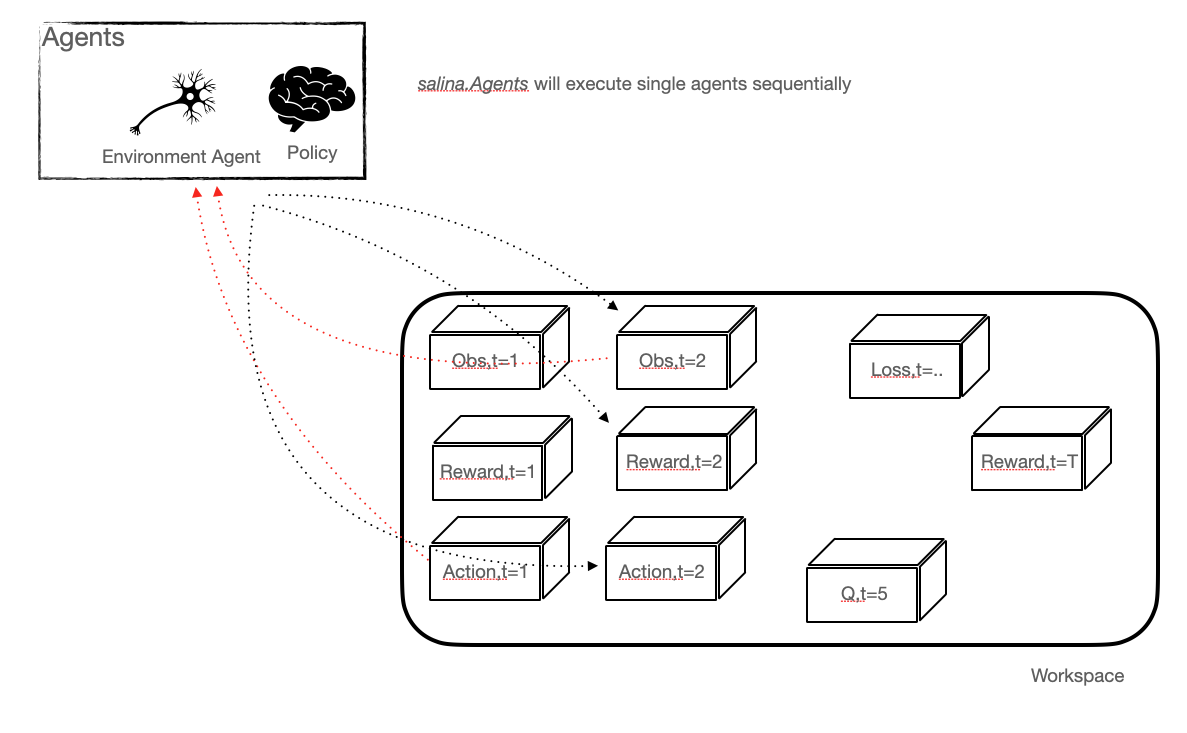 Agents
salina.Agents will execute single agents sequentially
Environment Agent
Policy
Obs,t=1
Obs,t=2
Loss,t=..
Reward,t=1
Reward,t=2
Reward,t=T
Action,t=1
Action,t=2
Q,t=5
Workspace